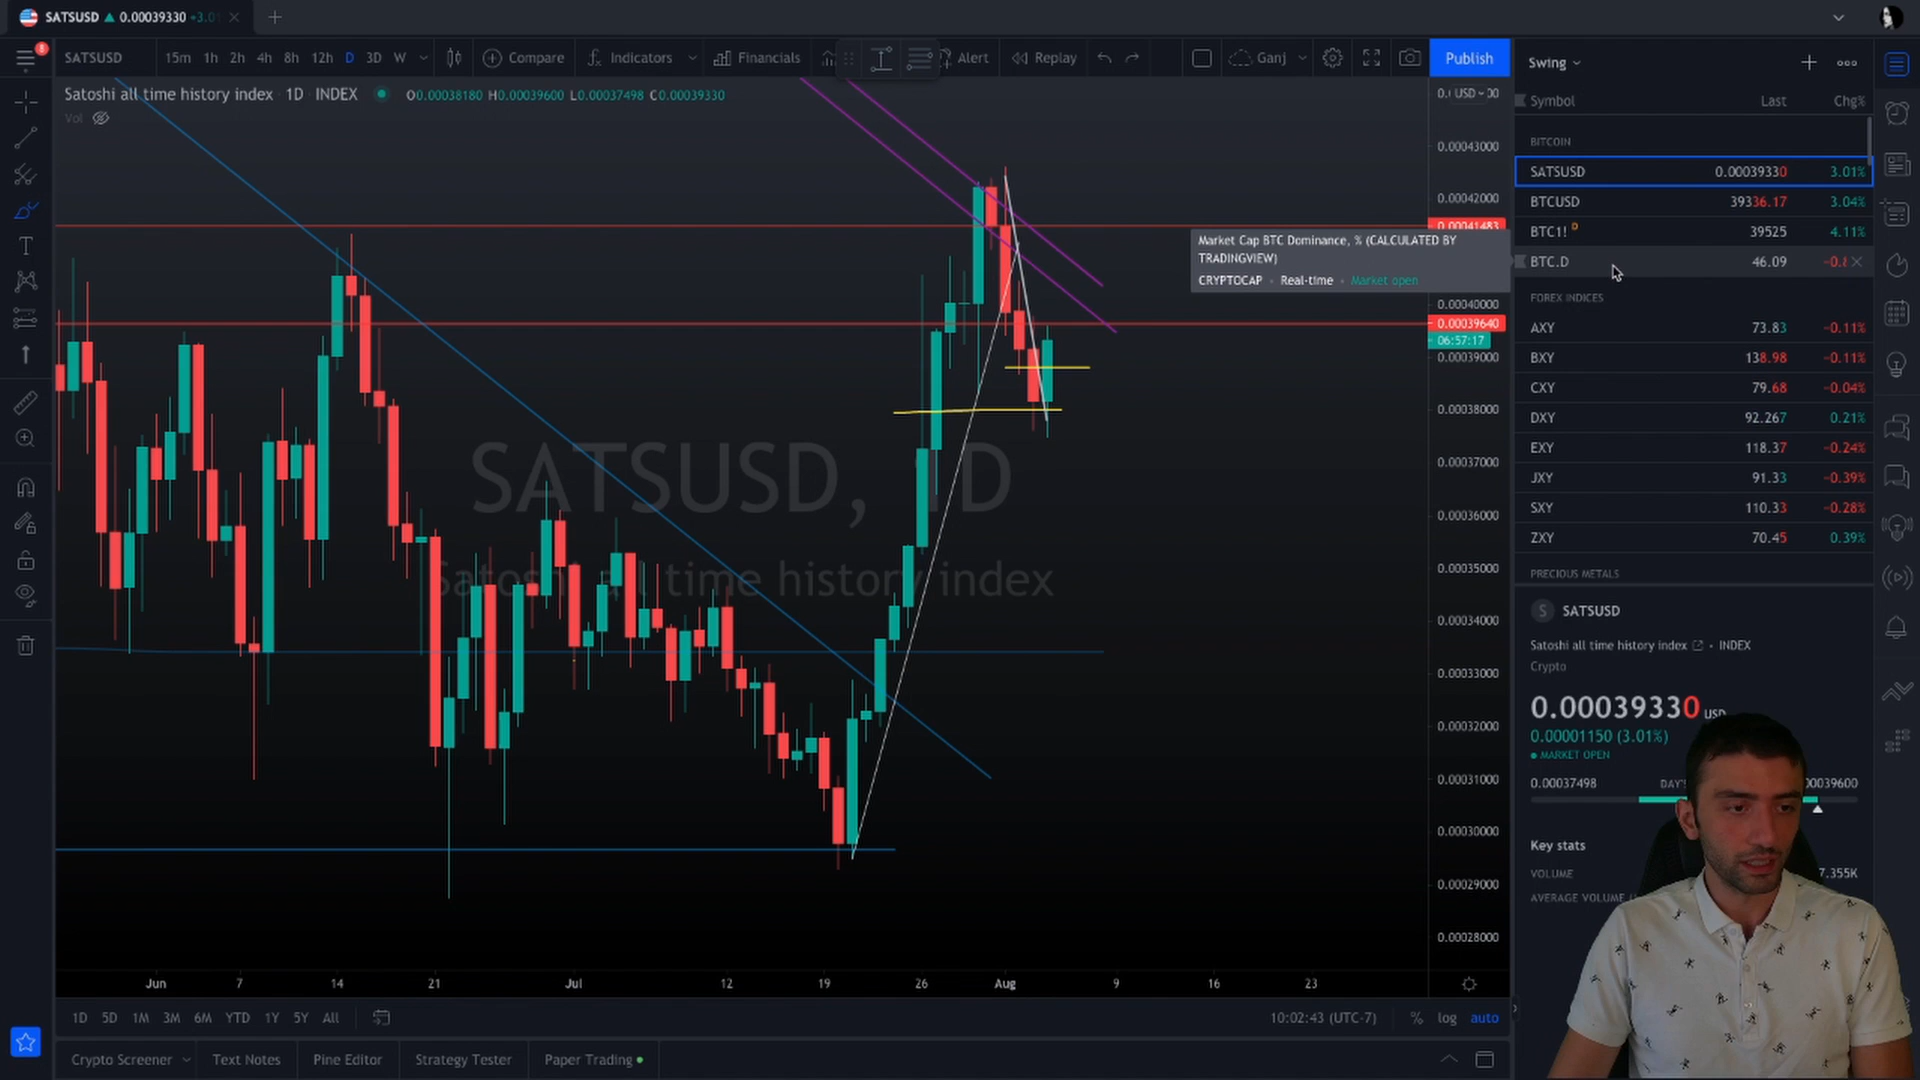 SATSUSD ▲ 0.00039330 +3.0
8
SATSUSD 15m 1h 2h 4h 8h 12h D 3D W Compare Indicators Financials Alert Replay Ganj Publish
Satoshi all time history index · 1D · INDEX O0.00038180 H0.00039600 L0.00037498 C0.00039330
Vol
USD
0.00043000
0.00042000
0.00041483
0.00040000
0.00039640
06:57:17
0.00039000
0.00038000
0.00037000
0.00036000
0.00035000
0.00034000
0.00033000
0.00032000
0.00031000
0.00030000
0.00029000
0.00028000
SATSUSD, 1D
Satoshi all time history index
Market Cap BTC Dominance, % (CALCULATED BY
TRADINGVIEW)
CRYPTOCAP · Real-time · Market open
Jun 7 14 21 Jul 12 19 26 Aug 9 16 23
1D 5D 1M 3M 6M YTD 1Y 5Y All 10:02:43 (UTC-7) % log auto
Crypto Screener Text Notes Pine Editor Strategy Tester Paper Trading
Swing
Symbol Last Chg%
BITCOIN
SATSUSD 0.00039330 3.01%
BTCUSD 39336.17 3.04%
BTC1! D 39525 4.11%
BTC.D 46.09
FOREX INDICES
AXY 73.83 -0.11%
BXY 138.98 -0.11%
CXY 79.68 -0.04%
DXY 92.267 0.21%
EXY 118.37 -0.24%
JXY 91.33 -0.39%
SXY 110.33 -0.28%
ZXY 70.45 0.39%
PRECIOUS METALS
S SATSUSD
Satoshi all time history index · INDEX
Crypto
0.00039330 USD
0.00001150 (3.01%)
MARKET OPEN
0.00037498 DAY'S 00039600
Key stats
VOLUME 7.355K
AVERAGE VOLUME